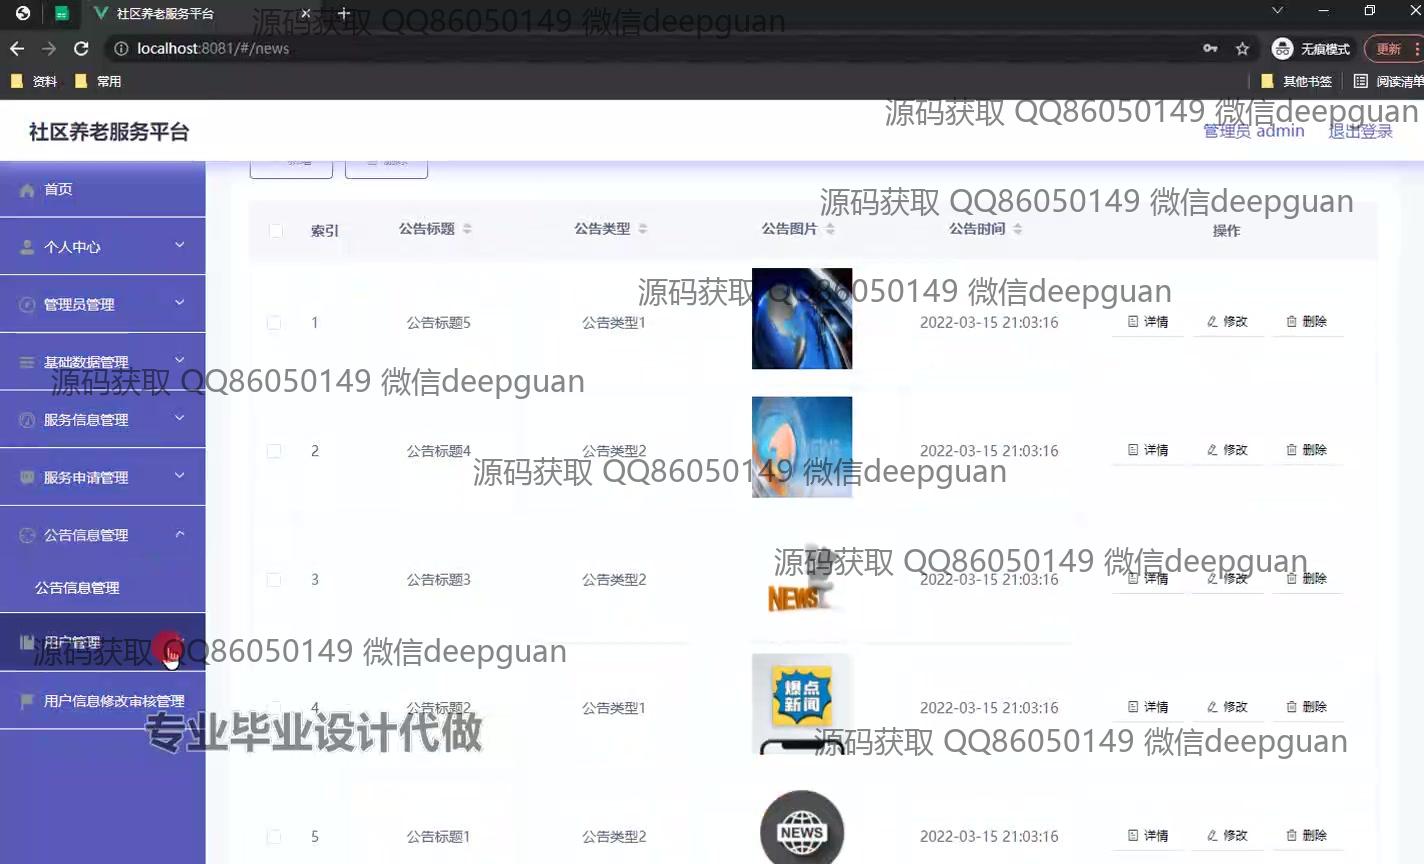 社区养老服务平台
源码获取 QQ86050149 微信deepguan
localhost:8081/#/news
无痕模式
更新
资料
常用
其他书签
阅读清单
源码获取 QQ86050149 微信deepguan
社区养老服务平台
管理员 admin
退出登录
首页
个人中心
管理员管理
基础数据管理
服务信息管理
服务申请管理
公告信息管理
公告信息管理
用户管理
用户信息修改审核管理
源码获取 QQ86050149 微信deepguan
索引 公告标题 公告类型 公告图片 公告时间 操作
源码获取 QQ86050149 微信deepguan
1 公告标题5 公告类型1 2022-03-15 21:03:16 详情 修改 删除
源码获取 QQ86050149 微信deepguan
2 公告标题4 公告类型2 2022-03-15 21:03:16 详情 修改 删除
源码获取 QQ86050149 微信deepguan
源码获取 QQ86050149 微信deepguan
3 公告标题3 公告类型2 2022-03-15 21:03:16 详情 修改 删除
NEWS
源码获取 QQ86050149 微信deepguan
4 公告标题2 公告类型1 2022-03-15 21:03:16 详情 修改 删除
爆点
新闻
专业毕业设计代做
源码获取 QQ86050149 微信deepguan
5 公告标题1 公告类型2 2022-03-15 21:03:16 详情 修改 删除
NEWS